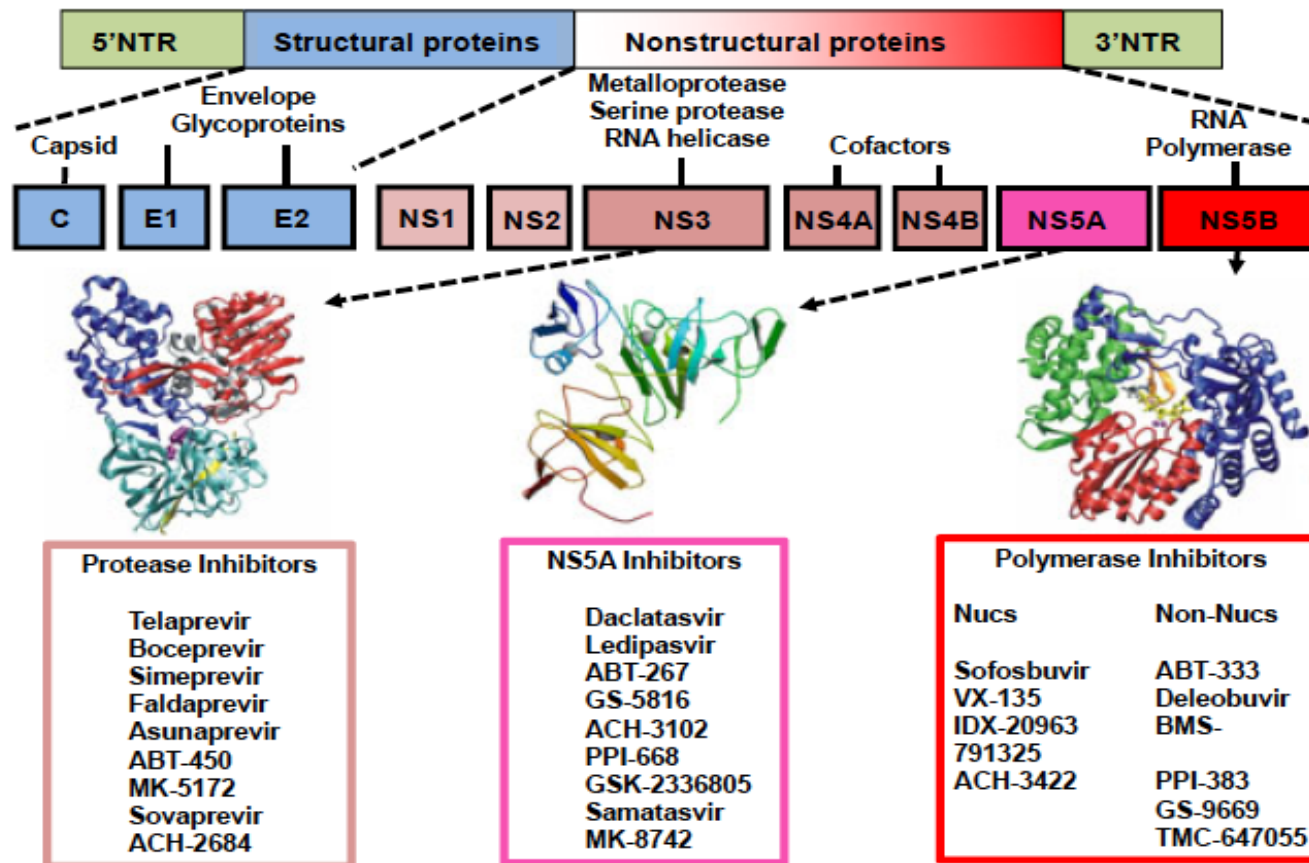 5'NTR
Structural proteins
Nonstructural proteins
3'NTR
Capsid
Envelope
Glycoproteins
Metalloprotease
Serine protease
RNA helicase
Cofactors
RNA
Polymerase
C
E1
E2
NS1
NS2
NS3
NS4A
NS4B
NS5A
NS5B
Protease Inhibitors
Telaprevir
Boceprevir
Simeprevir
Faldaprevir
Asunaprevir
ABT-450
MK-5172
Sovaprevir
ACH-2684
NS5A Inhibitors
Daclatasvir
Ledipasvir
ABT-267
GS-5816
ACH-3102
PPI-668
GSK-2336805
Samatasvir
MK-8742
Polymerase Inhibitors
Nucs Non-Nucs
Sofosbuvir ABT-333
VX-135 Deleobuvir
IDX-20963 BMS-
791325
ACH-3422 PPI-383
GS-9669
TMC-647055